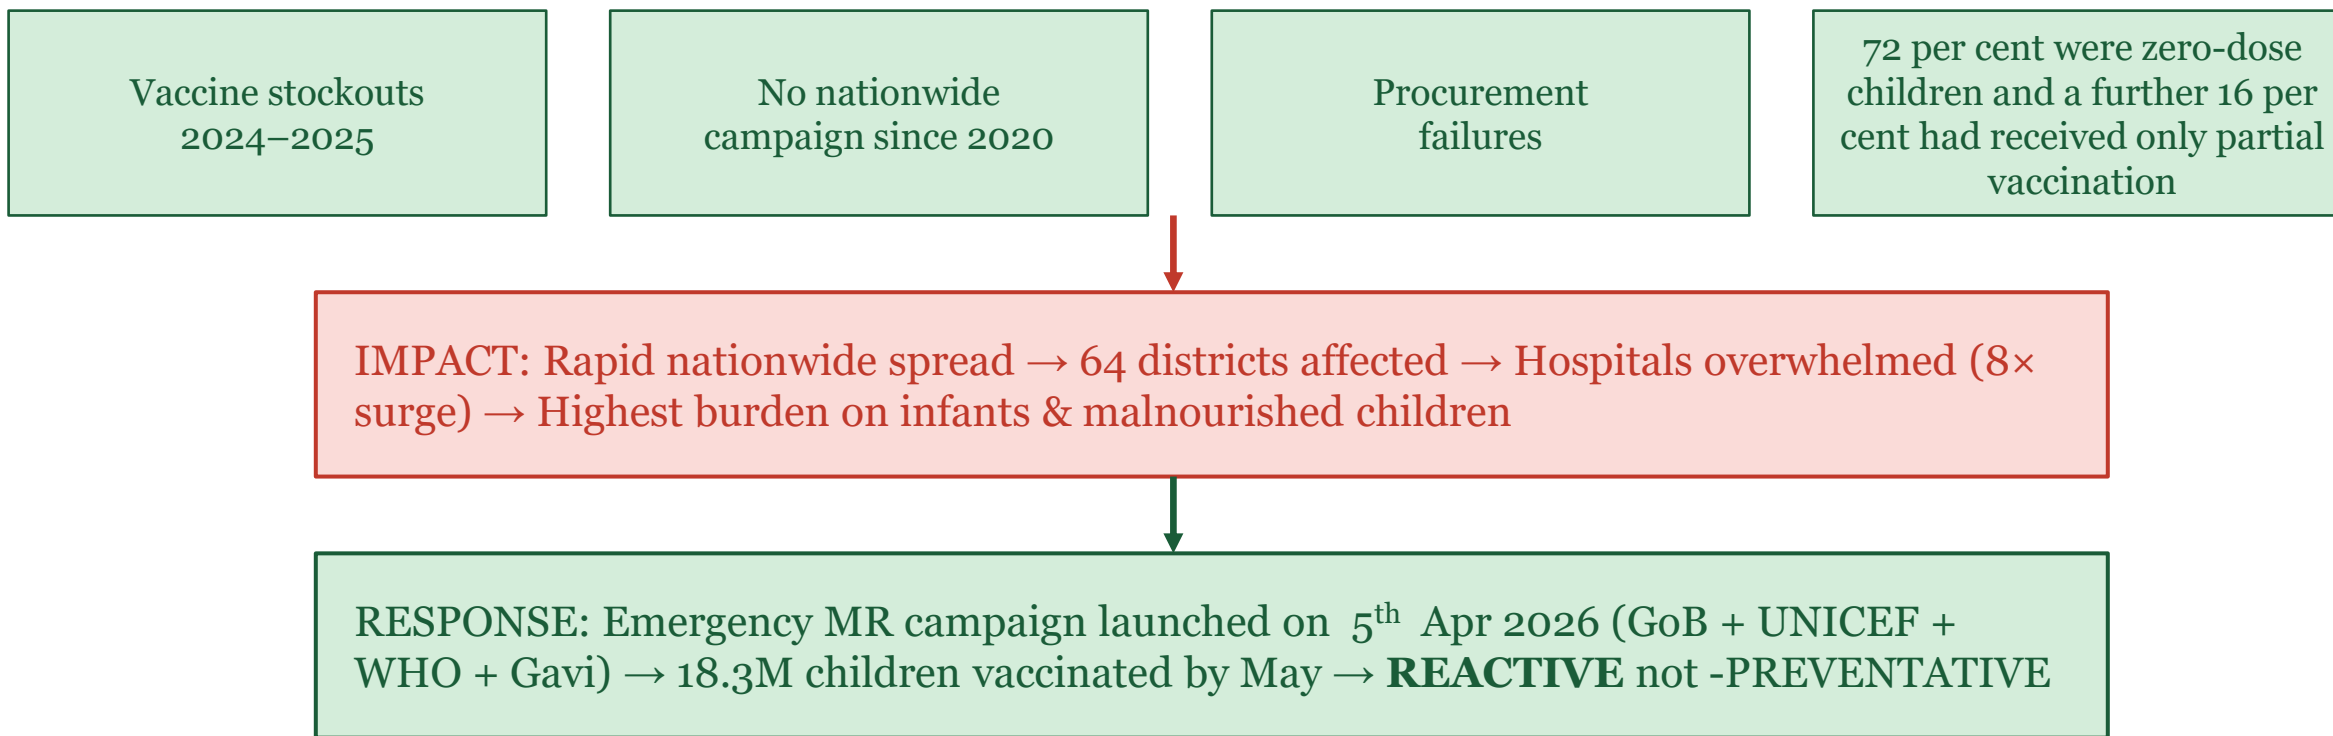 Vaccine stockouts
2024–2025
No nationwide
campaign since 2020
Procurement
failures
72 per cent were zero-dose
children and a further 16 per
cent had received only partial
vaccination
IMPACT: Rapid nationwide spread → 64 districts affected → Hospitals overwhelmed (8×
surge) → Highest burden on infants & malnourished children
RESPONSE: Emergency MR campaign launched on 5th Apr 2026 (GoB + UNICEF +
WHO + Gavi) → 18.3M children vaccinated by May → REACTIVE not -PREVENTATIVE